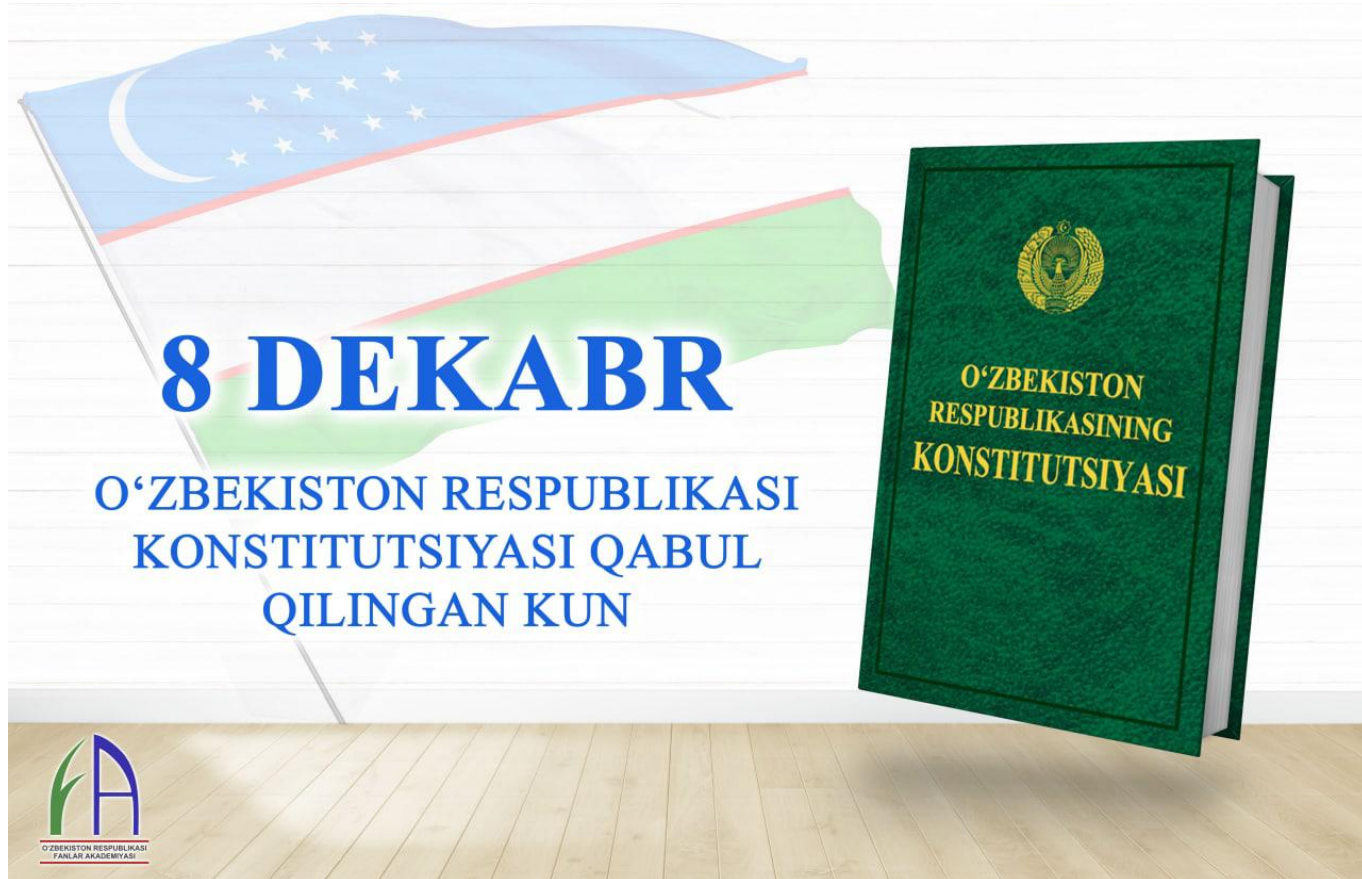 8 DEKABR
O‘ZBEKISTON RESPUBLIKASI
KONSTITUTSIYASI QABUL
QILINGAN KUN
O‘ZBEKISTON
RESPUBLIKASINING
KONSTITUTSIYASI
O‘ZBEKISTON RESPUBLIKASI
FANLAR AKADEMIYASI